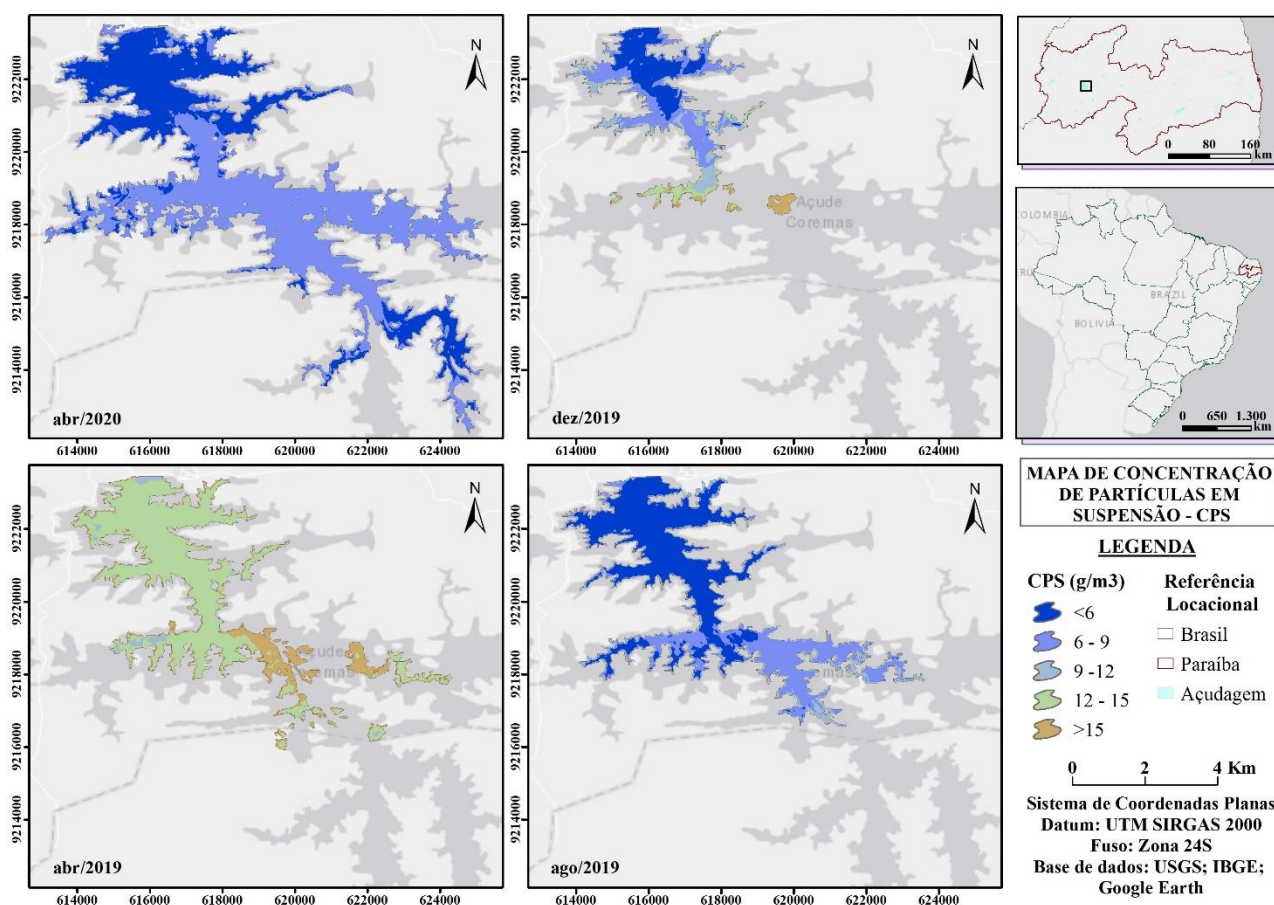 9222000
9220000
9218000
9216000
9214000
N
abr/2020
614000 616000 618000 620000 622000 624000
9222000
9220000
9218000
9216000
9214000
N
Açude
Coremas
dez/2019
614000 616000 618000 620000 622000 624000
0 80 160
km
COLOMBIA
BRAZIL
BOLIVIA
0 650 1.300
km
9222000
9220000
9218000
9216000
9214000
N
abr/2019
614000 616000 618000 620000 622000 624000
9222000
9220000
9218000
9216000
9214000
N
ago/2019
614000 616000 618000 620000 622000 624000
MAPA DE CONCENTRAÇÃO
DE PARTÍCULAS EM
SUSPENSÃO - CPS
LEGENDA
CPS (g/m3)
<6
6 - 9
9 -12
12 - 15
>15
Referência
Locacional
Brasil
Paraíba
Açudagem
0 2 4 Km
Sistema de Coordenadas Planas
Datum: UTM SIRGAS 2000
Fuso: Zona 24S
Base de dados: USGS; IBGE;
Google Earth